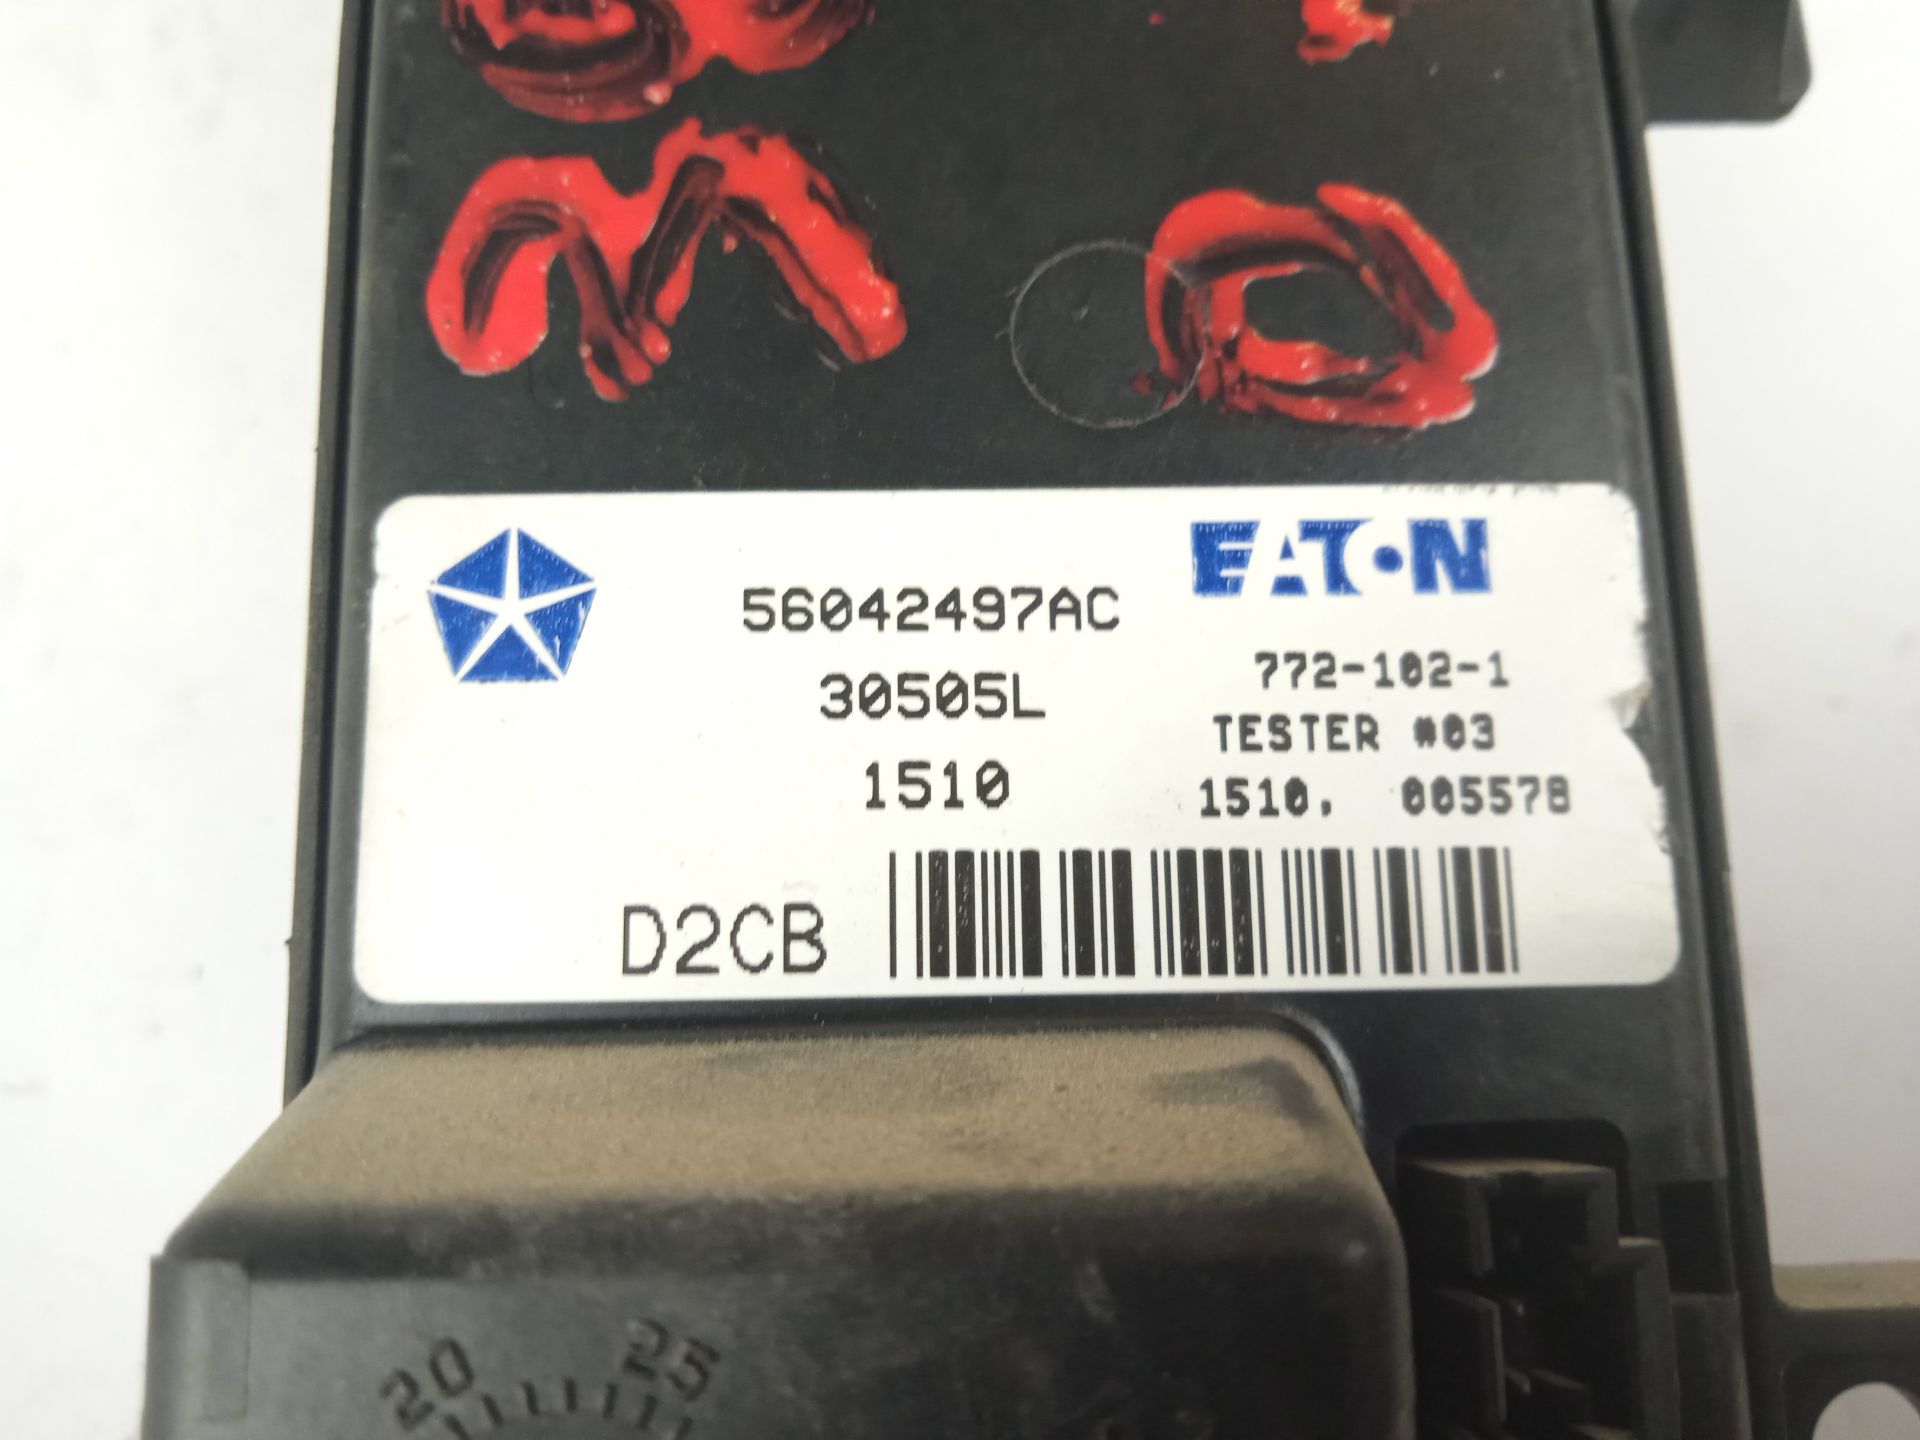 EATON
56042497AC
772-102-1
30505L
TESTER #03
1510
1510, 005578
D2CB
20 25